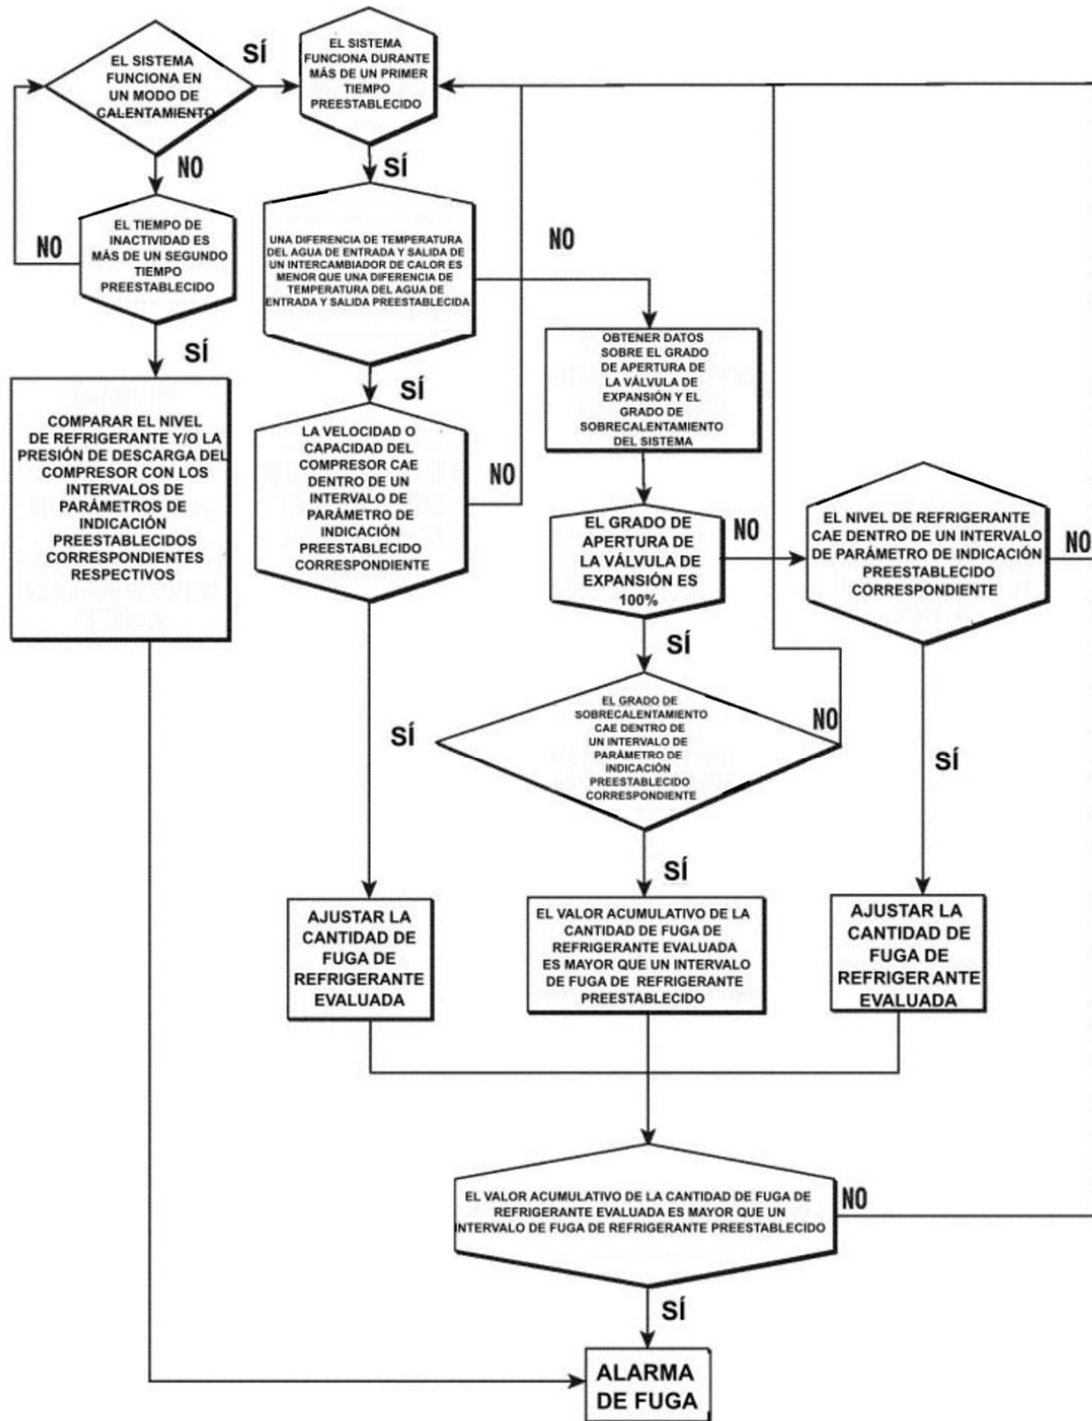 EL SISTEMA
FUNCIONA EN
UN MODO DE
CALENTAMIENTO
SÍ
EL SISTEMA
FUNCIONA DURANTE
MÁS DE UN PRIMER
TIEMPO
PREESTABLECIDO
NO
SÍ
EL TIEMPO DE
INACTIVIDAD ES
MÁS DE UN SEGUNDO
TIEMPO
PREESTABLECIDO
NO
SÍ
UNA DIFERENCIA DE TEMPERATURA
DEL AGUA DE ENTRADA Y SALIDA DE
UN INTERCAMBIADOR DE CALOR ES
MENOR QUE UNA DIFERENCIA DE
TEMPERATURA DEL AGUA DE
ENTRADA Y SALIDA PREESTABLECIDA
NO
SÍ
OBTENER DATOS
SOBRE EL GRADO
DE APERTURA DE
LA VÁLVULA DE
EXPANSIÓN Y EL
GRADO DE
SOBRECALENTAMIENTO
DEL SISTEMA
COMPARAR EL NIVEL
DE REFRIGERANTE Y/O LA
PRESIÓN DE DESCARGA DEL
COMPRESOR CON LOS
INTERVALOS DE
PARÁMETROS DE
INDICACIÓN
PREESTABLECIDOS
CORRESPONDIENTES
RESPECTIVOS
LA VELOCIDAD O
CAPACIDAD DEL
COMPRESOR CAE
DENTRO DE UN
INTERVALO DE
PARÁMETRO DE
INDICACIÓN
PREESTABLECIDO
CORRESPONDIENTE
NO
SÍ
EL GRADO DE
APERTURA DE
LA VÁLVULA DE
EXPANSIÓN ES
100%
NO
SÍ
EL NIVEL DE REFRIGERANTE
CAE DENTRO DE UN INTERVALO
DE PARÁMETRO DE INDICACIÓN
PREESTABLECIDO
CORRESPONDIENTE
NO
SÍ
EL GRADO DE
SOBRECALENTAMIENTO
CAE DENTRO DE
UN INTERVALO DE
PARÁMETRO DE
INDICACIÓN
PREESTABLECIDO
CORRESPONDIENTE
NO
SÍ
AJUSTAR LA
CANTIDAD DE
FUGA DE
REFRIGERANTE
EVALUADA
EL VALOR ACUMULATIVO DE LA
CANTIDAD DE FUGA DE
REFRIGERANTE EVALUADA
ES MAYOR QUE UN INTERVALO
DE FUGA DE REFRIGERANTE
PREESTABLECIDO
AJUSTAR LA
CANTIDAD DE
FUGA DE
REFRIGERANTE
EVALUADA
EL VALOR ACUMULATIVO DE LA CANTIDAD DE FUGA DE
REFRIGERANTE EVALUADA ES MAYOR QUE UN
INTERVALO DE FUGA DE REFRIGERANTE PREESTABLECIDO
NO
SÍ
ALARMA
DE FUGA